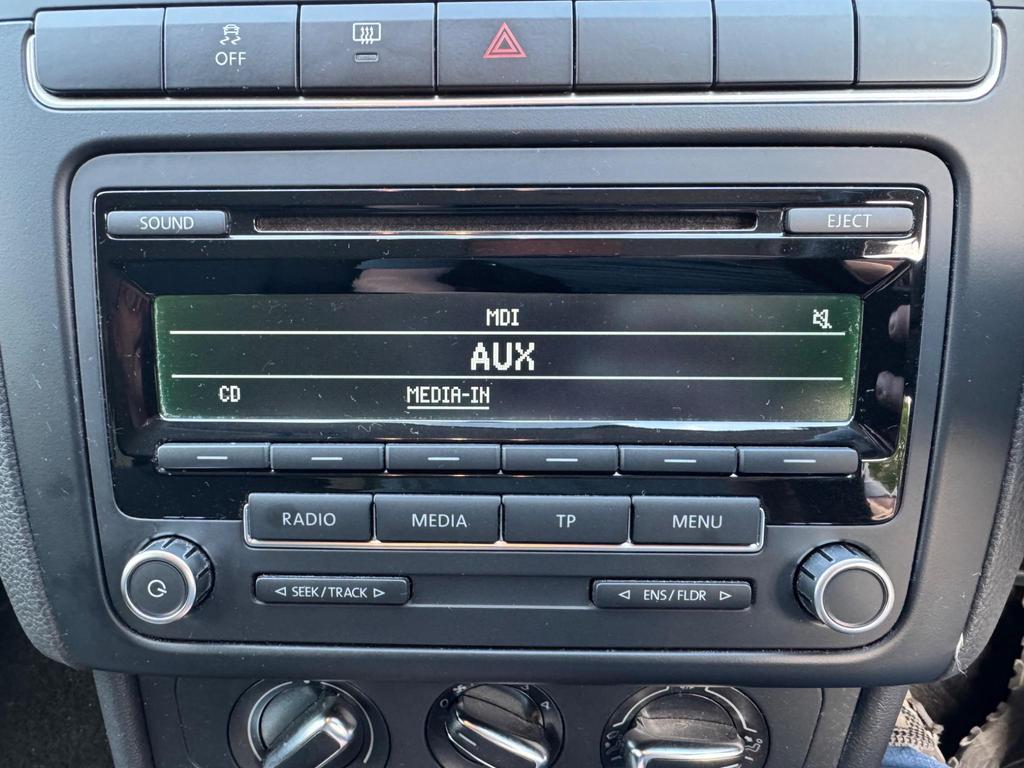 OFF
SOUND
EJECT
MDI
AUX
CD MEDIA-IN
RADIO MEDIA TP MENU
SEEK/TRACK
ENS/FLDR